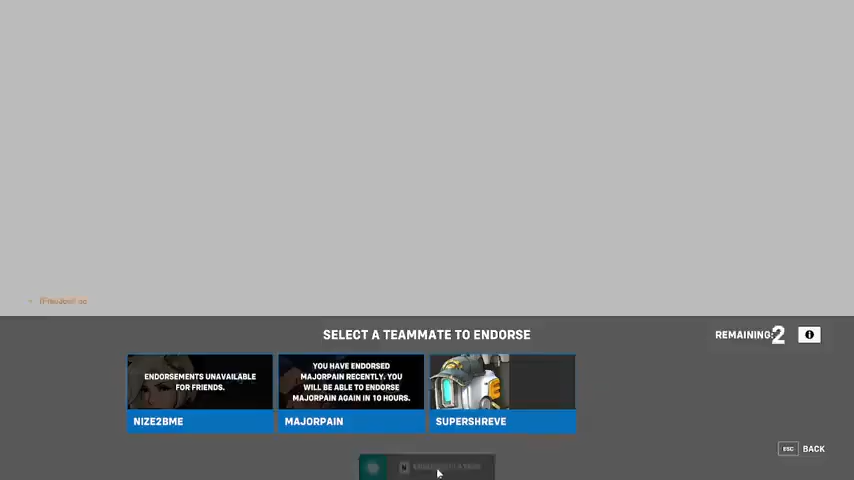 SELECT A TEAMMATE TO ENDORSE
REMAINING: 2
ENDORSEMENTS UNAVAILABLE
FOR FRIENDS.
NIZE2BME
YOU HAVE ENDORSED
MAJORPAIN RECENTLY. YOU
WILL BE ABLE TO ENDORSE
MAJORPAIN AGAIN IN 10 HOURS.
MAJORPAIN
SUPERSHREVE
ESC BACK
N